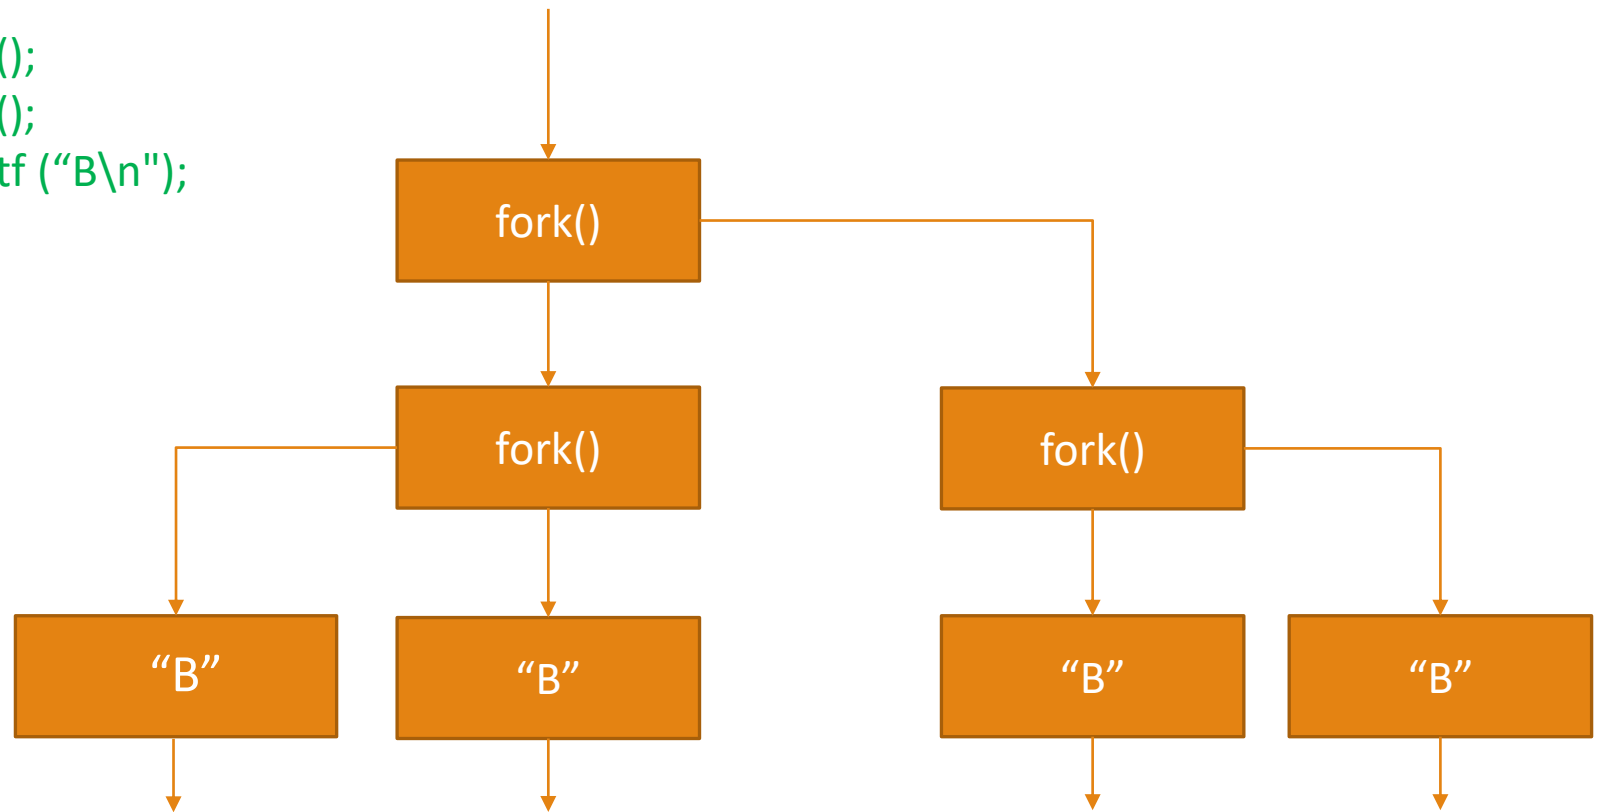 ();
();
tf (“B\n");
fork()
fork()
fork()
“B”
“B”
“B”
“B”